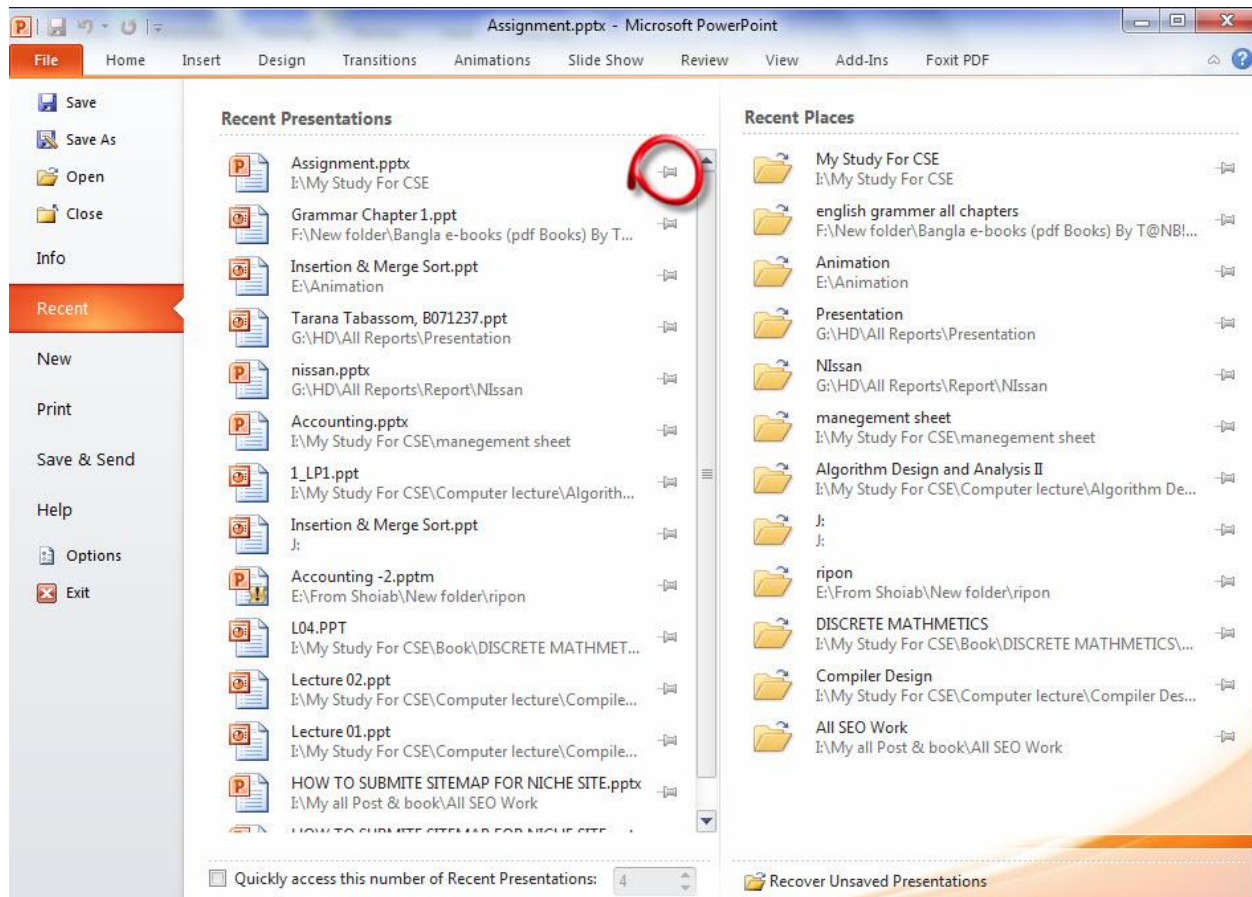 Assignment.pptx - Microsoft PowerPoint
File Home Insert Design Transitions Animations Slide Show Review View Add-Ins Foxit PDF
Save
Save As
Open
Close
Info
Recent
New
Print
Save & Send
Help
Options
Exit
Recent Presentations
Assignment.pptx
I:\My Study For CSE
Grammar Chapter 1.ppt
F:\New folder\Bangla e-books (pdf Books) By T...
Insertion & Merge Sort.ppt
E:\Animation
Tarana Tabassom, B071237.ppt
G:\HD\All Reports\Presentation
nissan.pptx
G:\HD\All Reports\Report\NIssan
Accounting.pptx
I:\My Study For CSE\manegement sheet
1_LP1.ppt
I:\My Study For CSE\Computer lecture\Algorith...
Insertion & Merge Sort.ppt
J:
Accounting -2.pptm
E:\From Shoiab\New folder\ripon
L04.PPT
I:\My Study For CSE\Book\DISCRETE MATHMET...
Lecture 02.ppt
I:\My Study For CSE\Computer lecture\Compile...
Lecture 01.ppt
I:\My Study For CSE\Computer lecture\Compile...
HOW TO SUBMITE SITEMAP FOR NICHE SITE.pptx
I:\My all Post & book\All SEO Work
HOW TO SUBMITE SITEMAP FOR NICHE SITE
Quickly access this number of Recent Presentations: 4
Recent Places
My Study For CSE
I:\My Study For CSE
english grammer all chapters
F:\New folder\Bangla e-books (pdf Books) By T@NB!...
Animation
E:\Animation
Presentation
G:\HD\All Reports\Presentation
NIssan
G:\HD\All Reports\Report\NIssan
manegement sheet
I:\My Study For CSE\manegement sheet
Algorithm Design and Analysis II
I:\My Study For CSE\Computer lecture\Algorithm De...
J:
J:
ripon
E:\From Shoiab\New folder\ripon
DISCRETE MATHMETICS
I:\My Study For CSE\Book\DISCRETE MATHMETICS\...
Compiler Design
I:\My Study For CSE\Computer lecture\Compiler Des...
All SEO Work
I:\My all Post & book\All SEO Work
Recover Unsaved Presentations